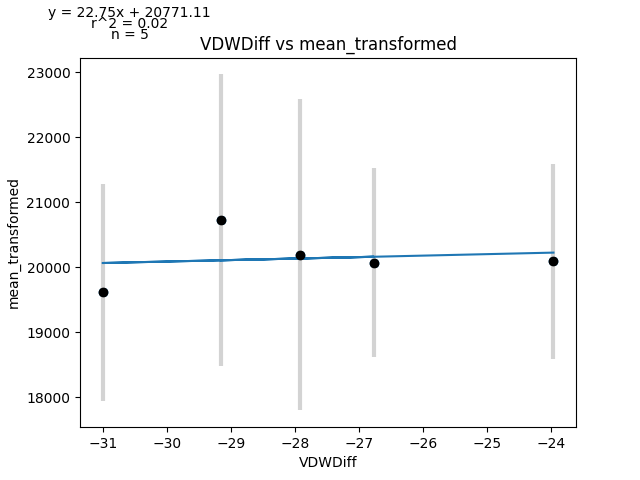 y = 22.75x + 20771.11
r^2 = 0.02
n = 5
VDWDiff vs mean_transformed
23000
22000
21000
20000
19000
18000
mean_transformed
−31
−30
−29
−28
−27
−26
−25
−24
VDWDiff